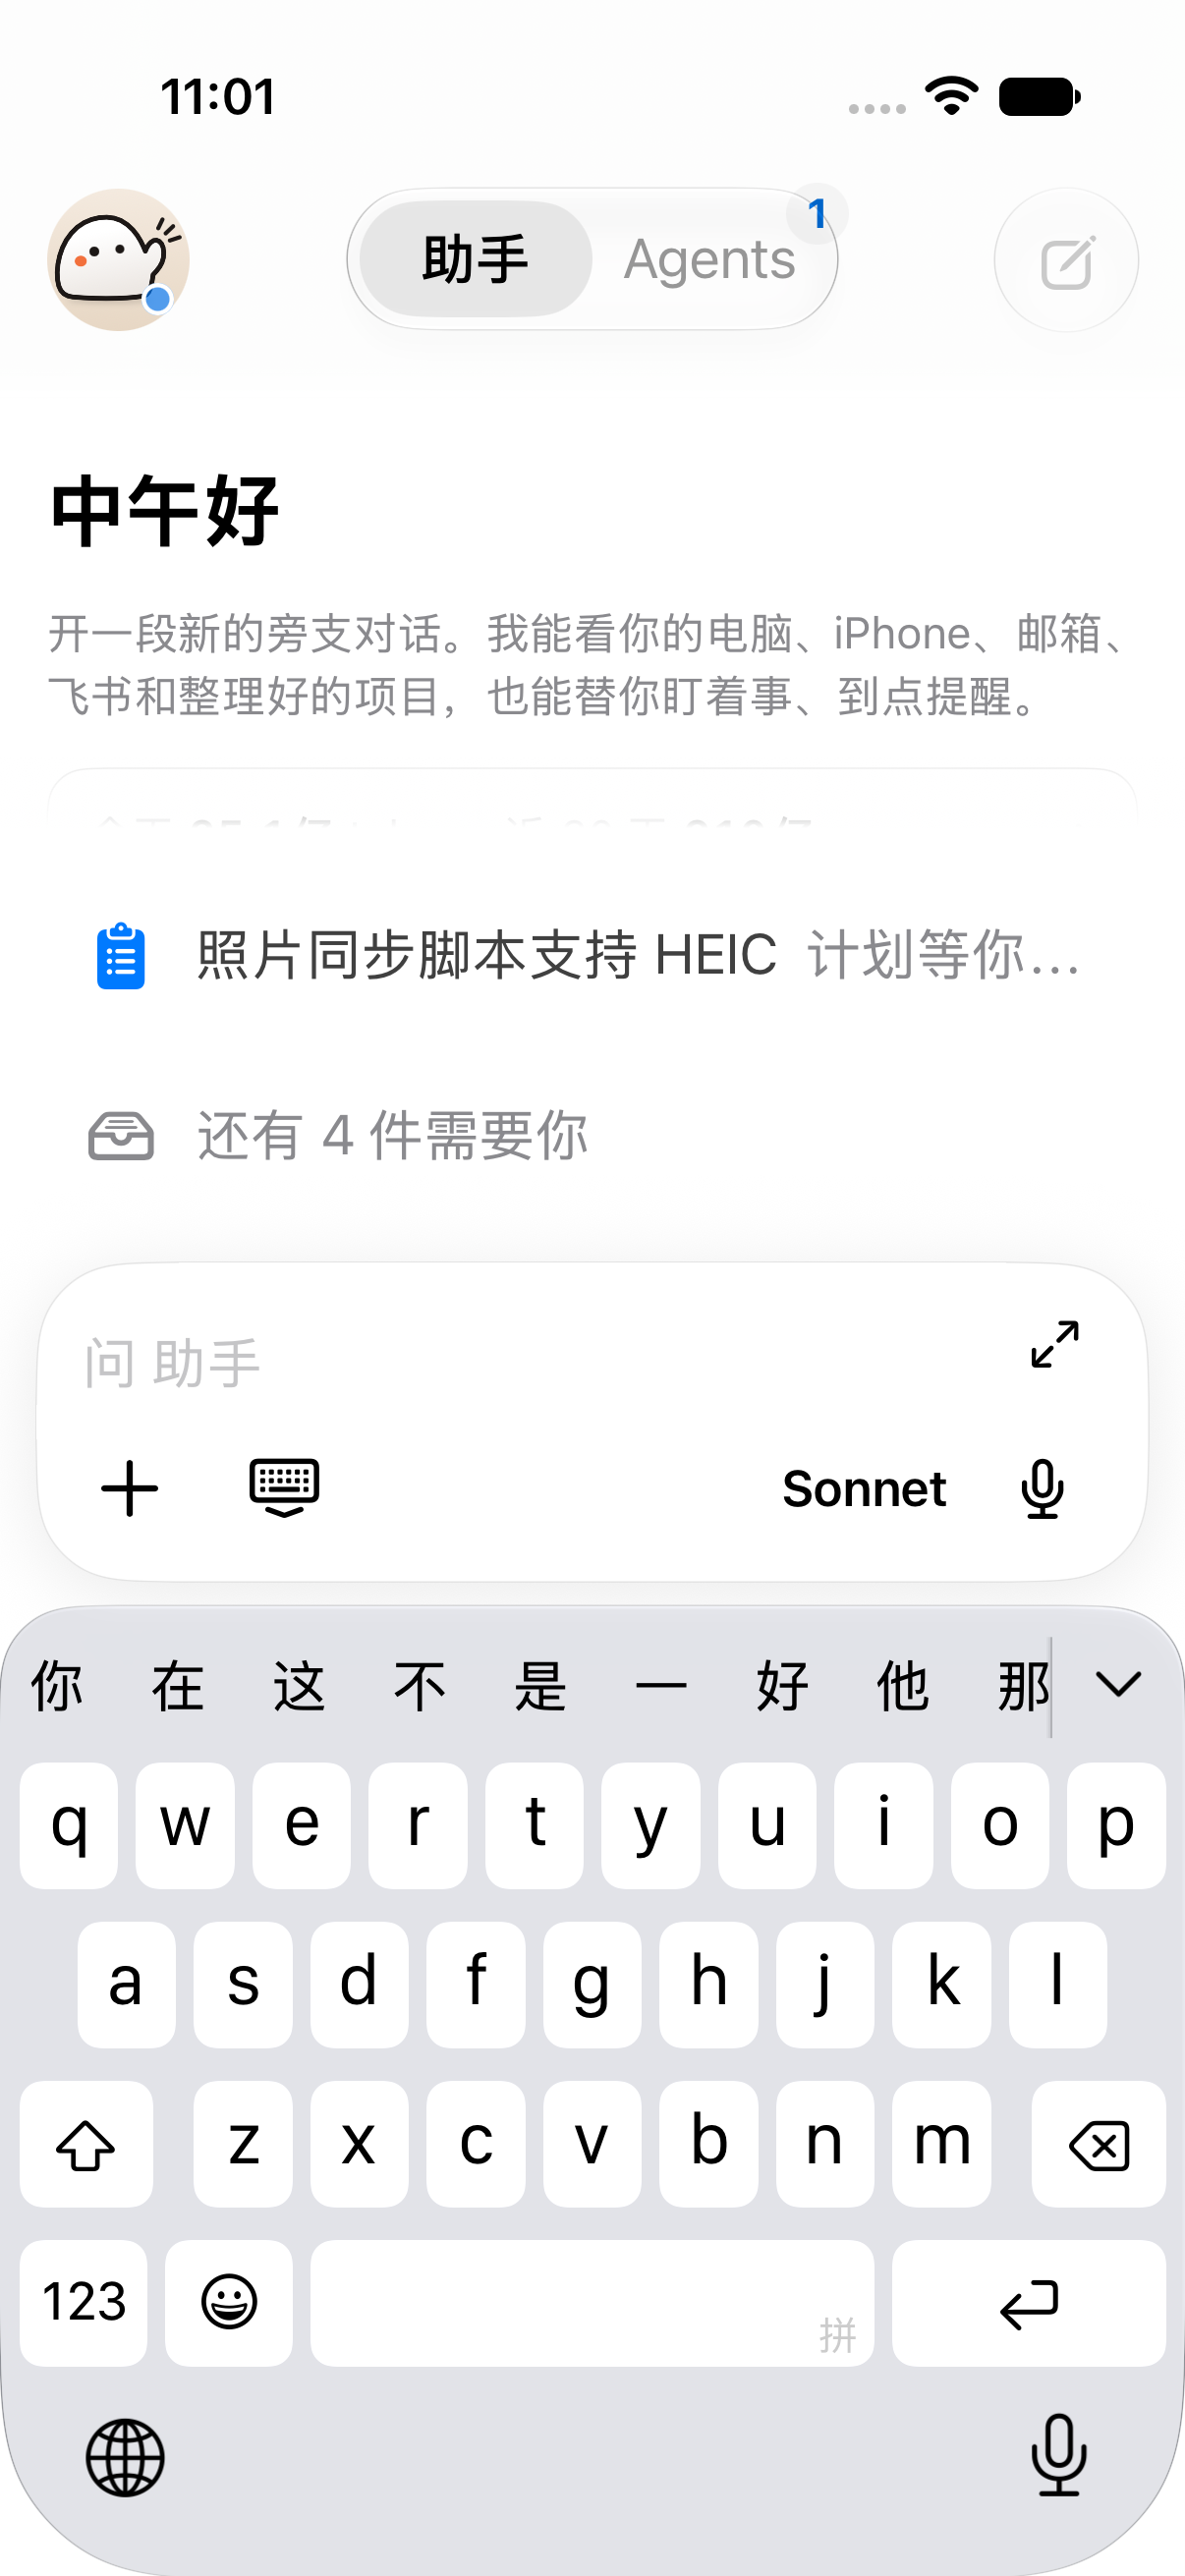 11:01
助手
Agents
1
中午好
开一段新的旁支对话。我能看你的电脑、iPhone、邮箱、
飞书和整理好的项目，也能替你盯着事、到点提醒。
照片同步脚本支持 HEIC 计划等你…
还有 4 件需要你
问 助手
Sonnet
你 在 这 不 是 一 好 他 那
q w e r t y u i o p
a s d f g h j k l
z x c v b n m
123
拼